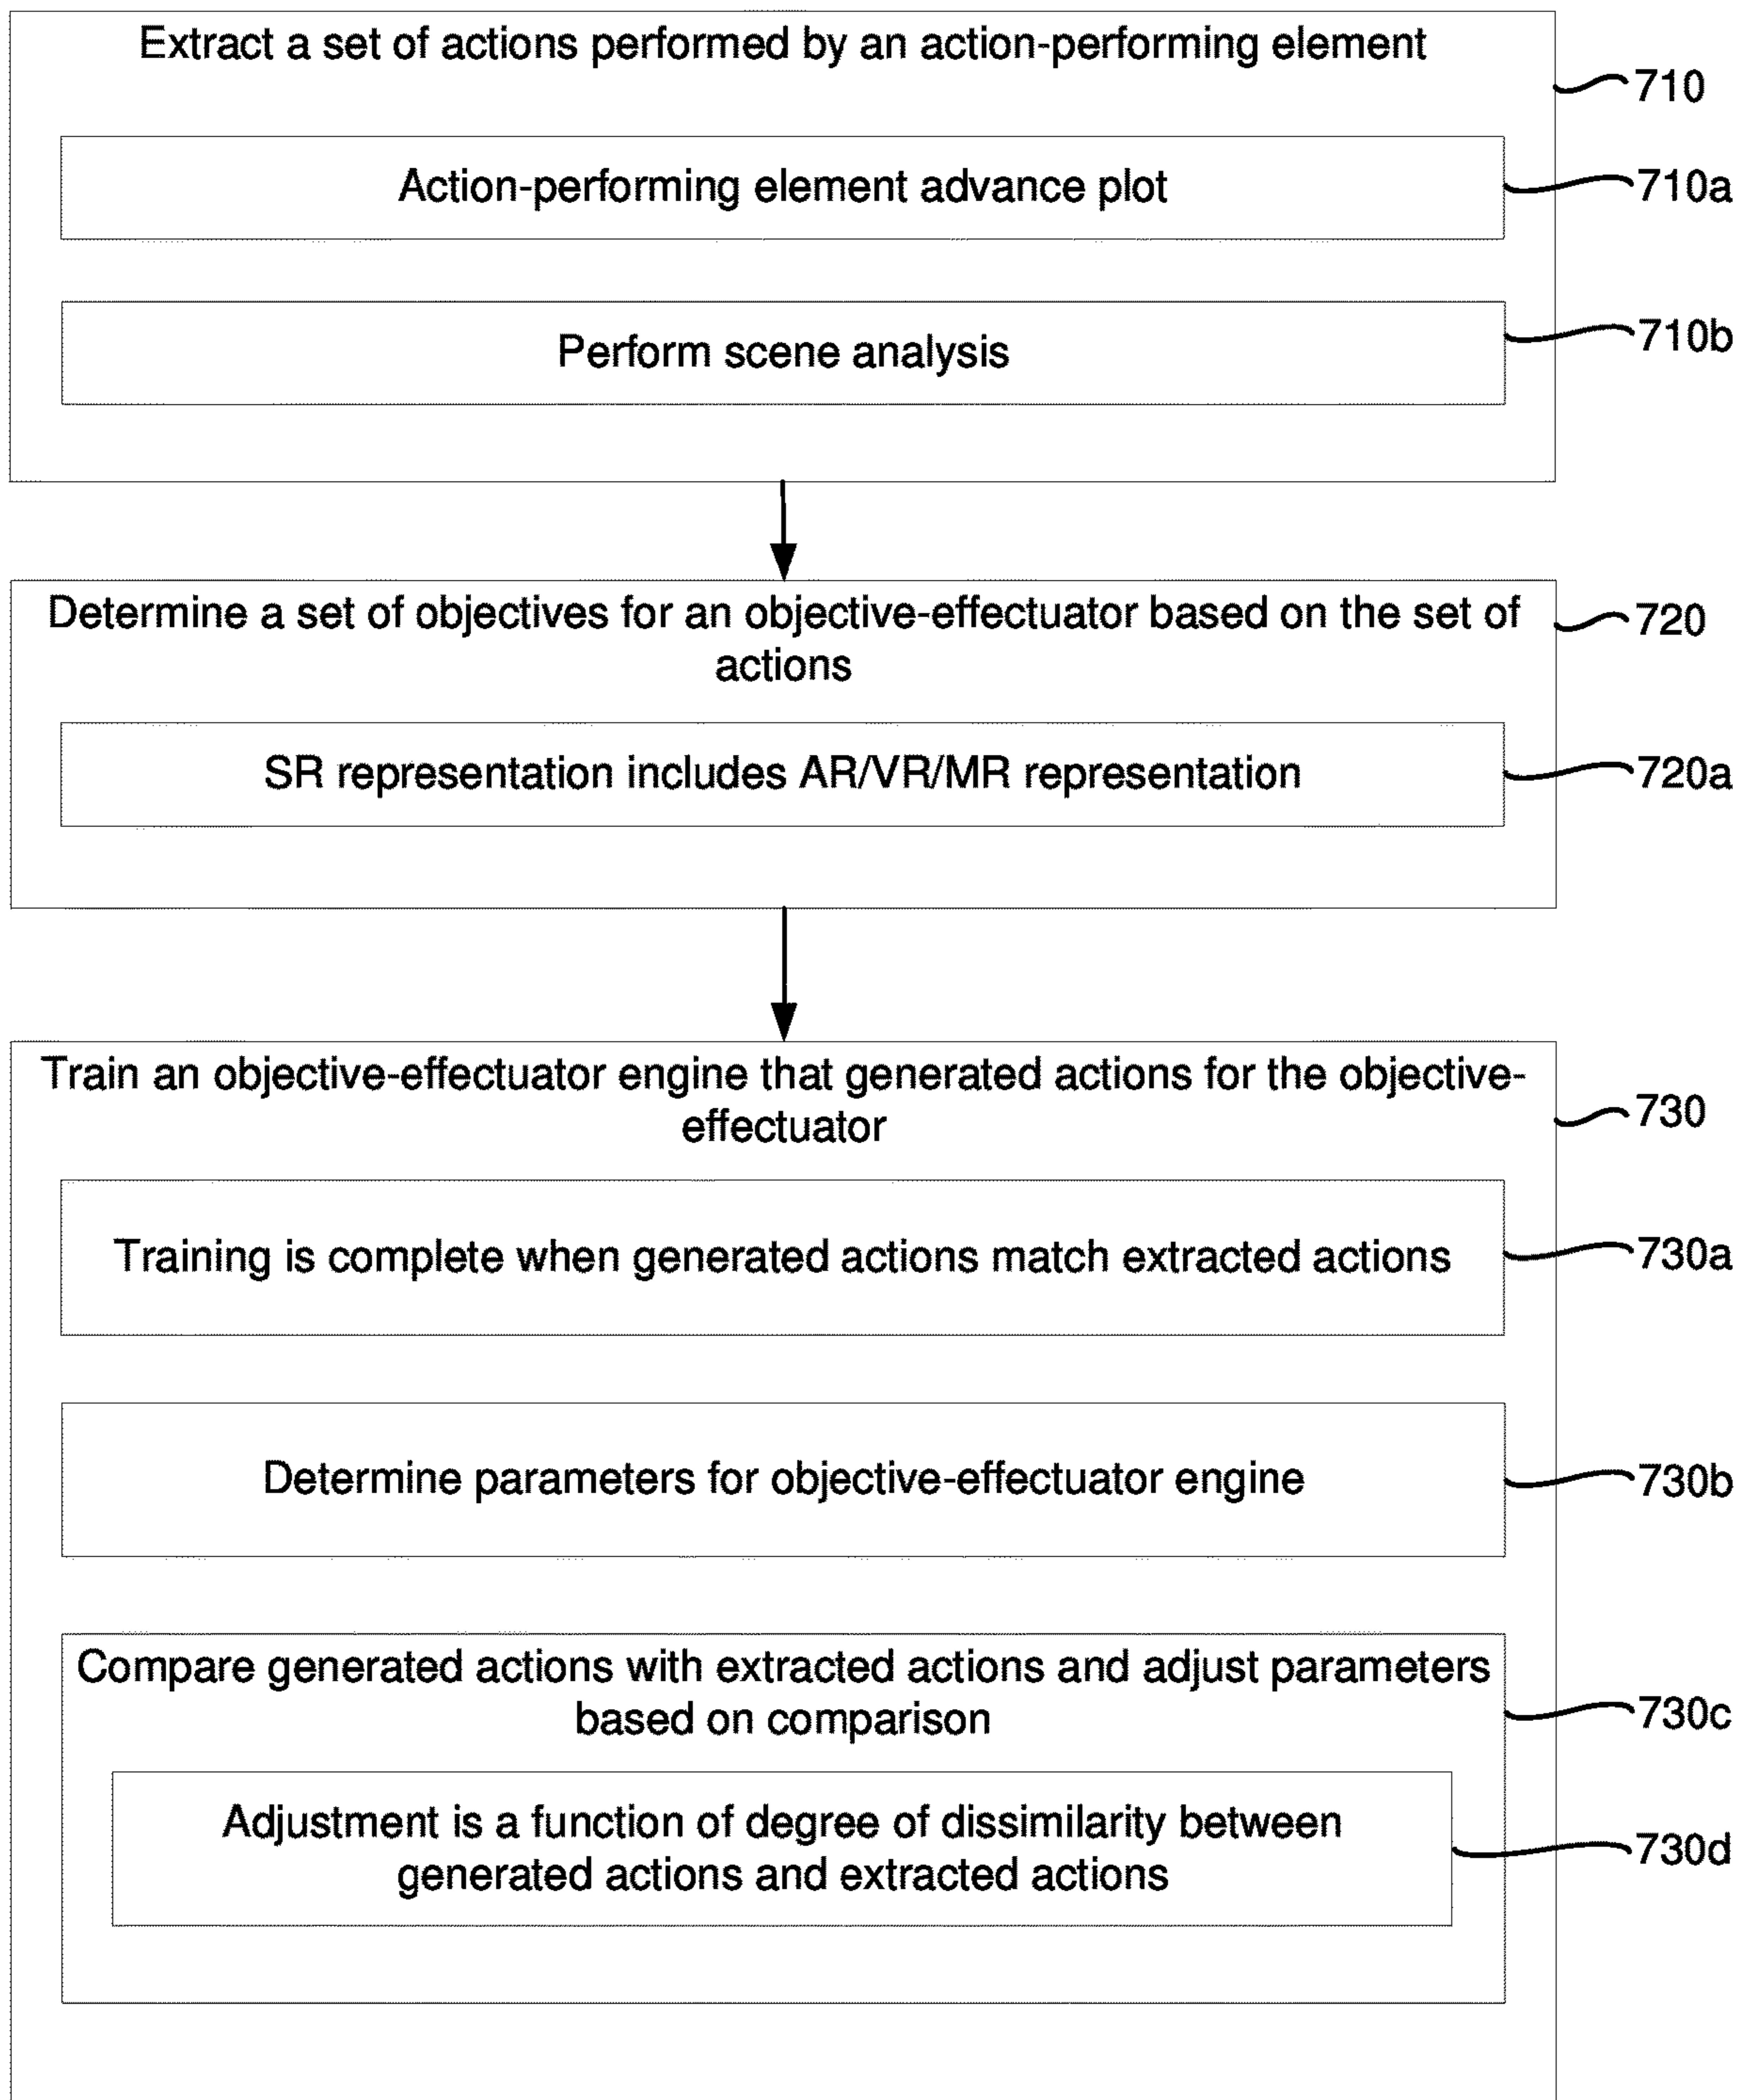 Extract a set of actions performed by an action-performing element
710
Action-performing element advance plot
710a
Perform scene analysis
710b
Determine a set of objectives for an objective-effectuator based on the set of
actions
720
SR representation includes AR/VR/MR representation
720a
Train an objective-effectuator engine that generated actions for the objective-
effectuator
730
Training is complete when generated actions match extracted actions
730a
Determine parameters for objective-effectuator engine
730b
Compare generated actions with extracted actions and adjust parameters
based on comparison
730c
Adjustment is a function of degree of dissimilarity between
generated actions and extracted actions
730d